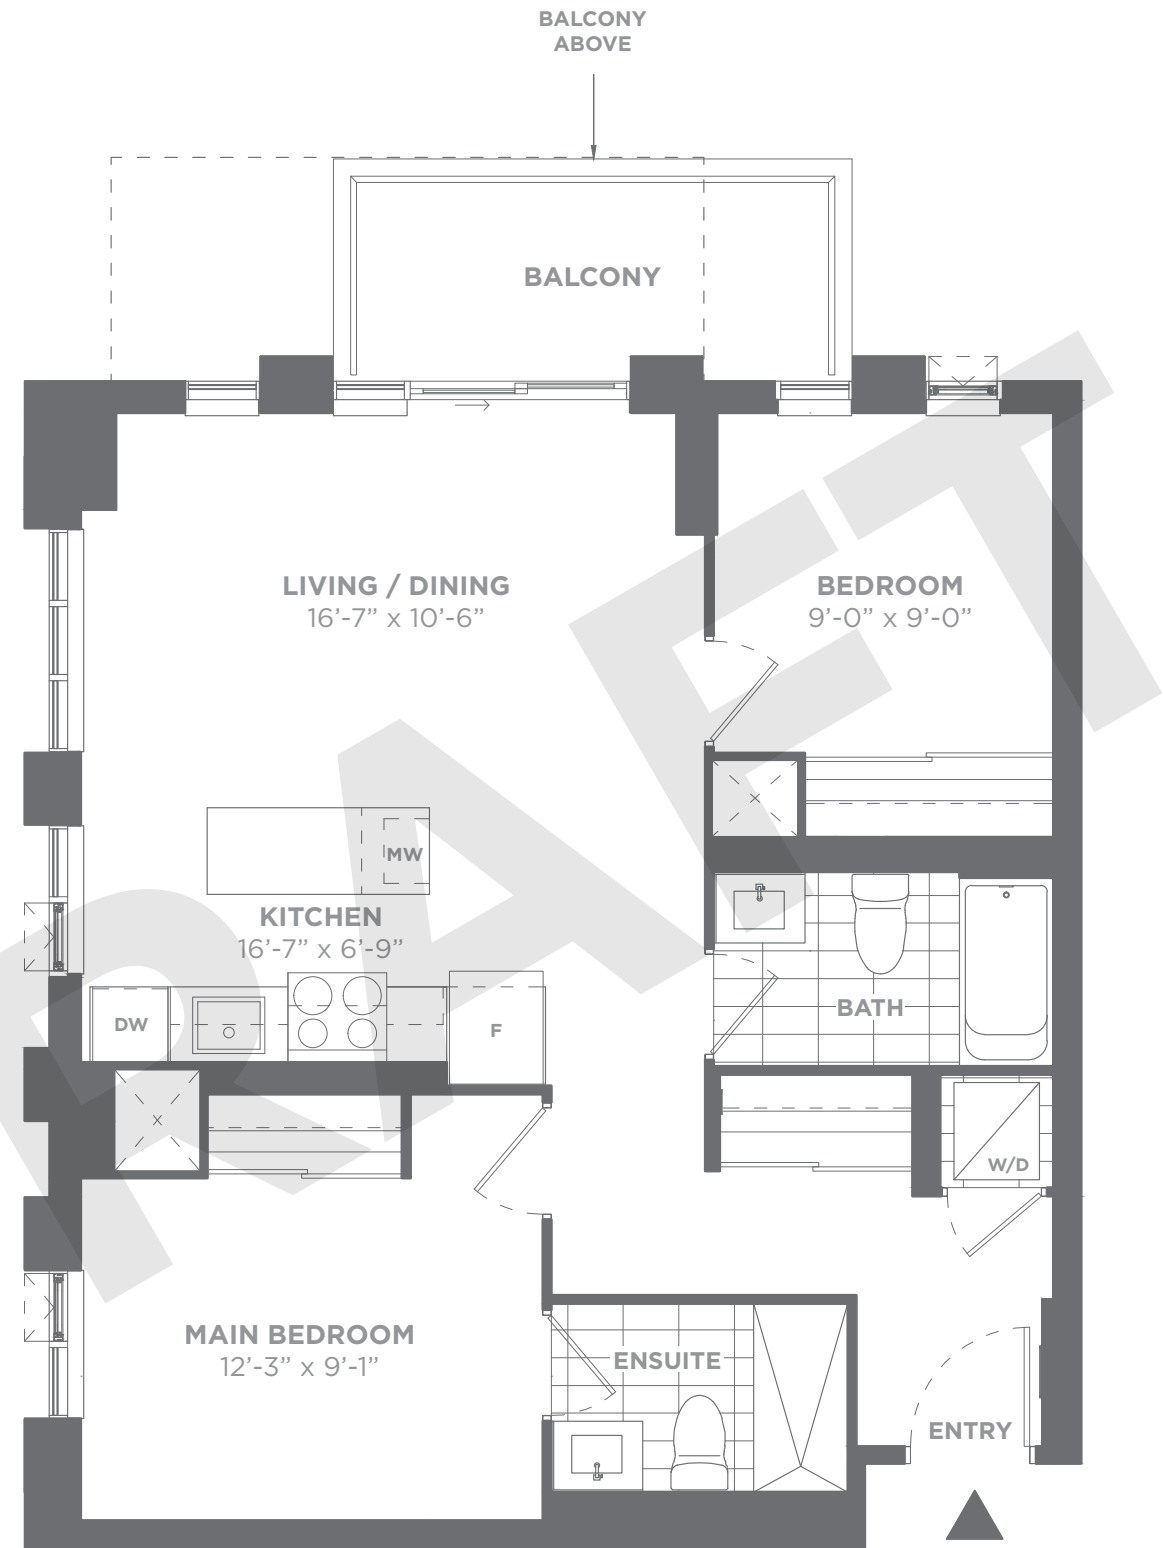 BALCONY
ABOVE
BALCONY
LIVING / DINING
16’-7” x 10’-6”
BEDROOM
9’-0” x 9’-0”
MW
KITCHEN
16’-7” x 6’-9”
DW
F
BATH
W/D
MAIN BEDROOM
12’-3” x 9’-1”
ENSUITE
ENTRY
RAFT